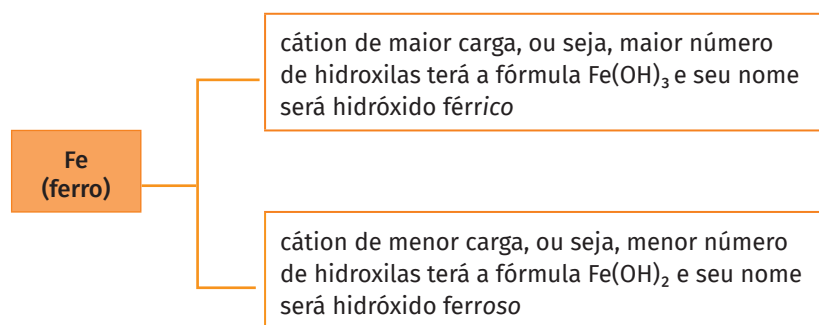 cátion de maior carga, ou seja, maior número
de hidroxilas terá a fórmula Fe(OH)₃ e seu nome
será hidróxido férrico
Fe
(ferro)
cátion de menor carga, ou seja, menor número
de hidroxilas terá a fórmula Fe(OH)₂ e seu nome
será hidróxido ferroso